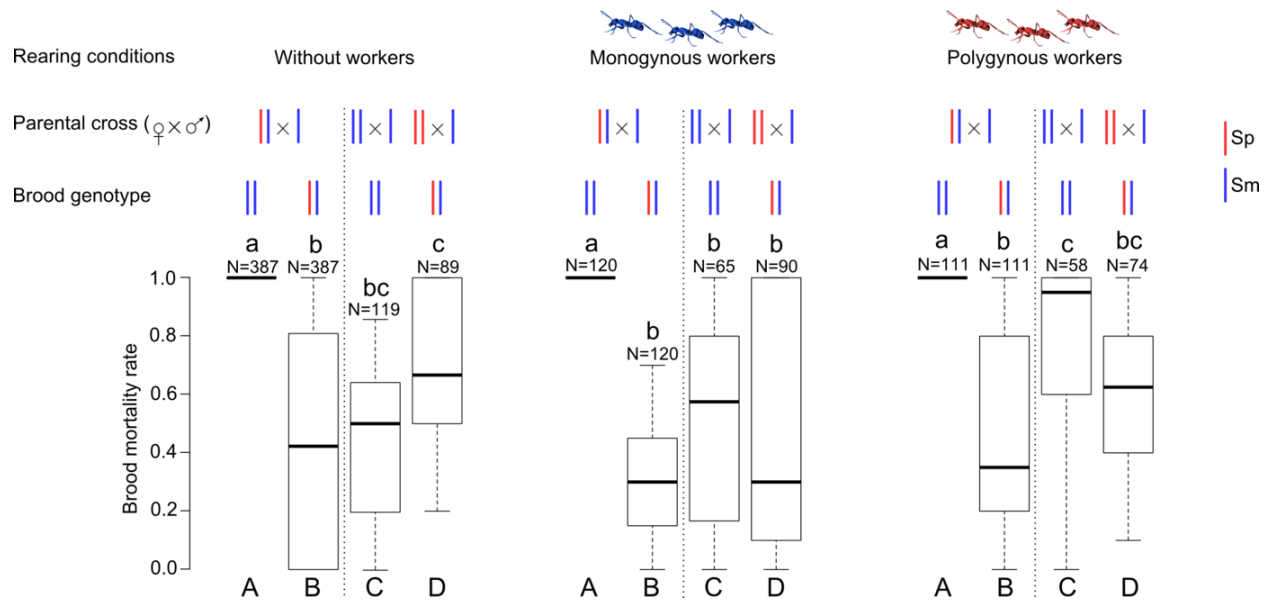 Rearing conditions Without workers Monogynous workers Polygynous workers
Parental cross (♀×♂) × × × × × × × × × Sp
Brood genotype Sm
a b c a b b a b c bc
N=387 N=387 N=89 N=120 N=65 N=90 N=111 N=111 N=58 N=74
bc
N=119
b
N=120
Brood mortality rate
1.0
0.8
0.6
0.4
0.2
0.0
A B C D A B C D A B C D